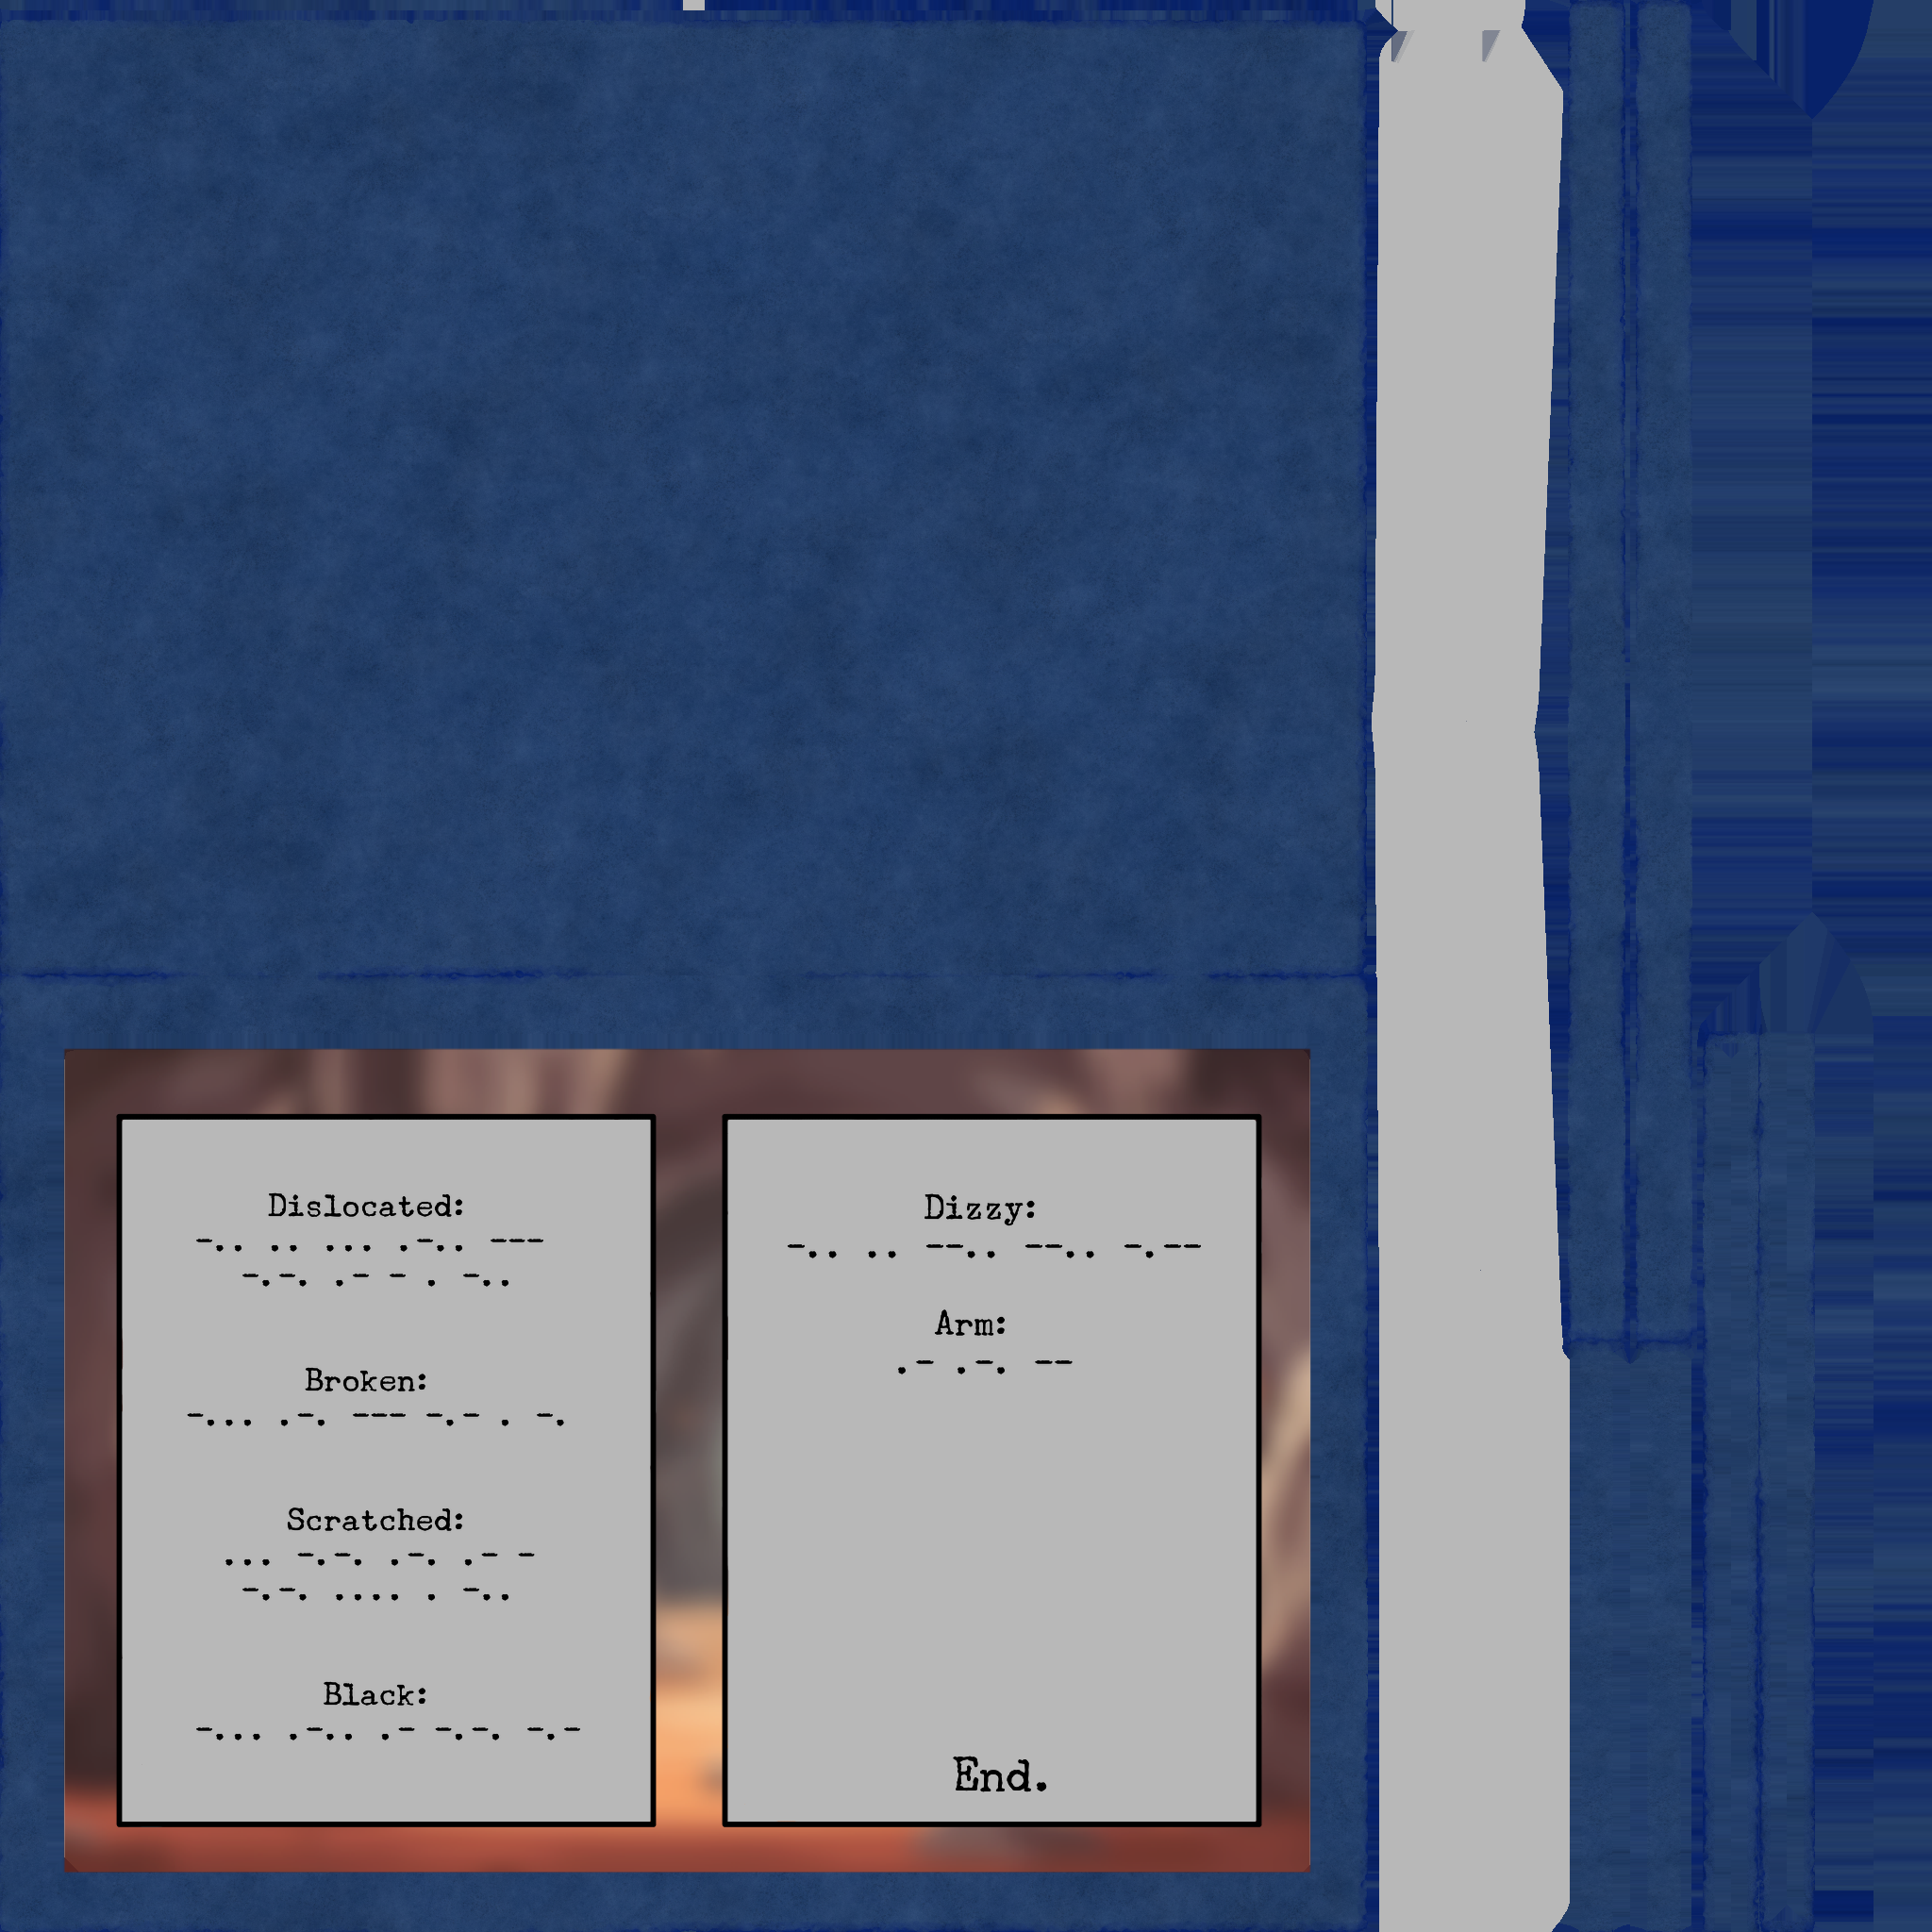 Dislocated:
-.. .. ... .-.. ---
-.-. .- - . -..
Broken:
-... .-. --- -.- . -.
Scratched:
... -.-. .-. .- -
-.-. .... . -..
Black:
-... .-.. .- -.-. -.-
Dizzy:
-.. .. --.. --.. -.--
Arm:
.- .-. --
End.